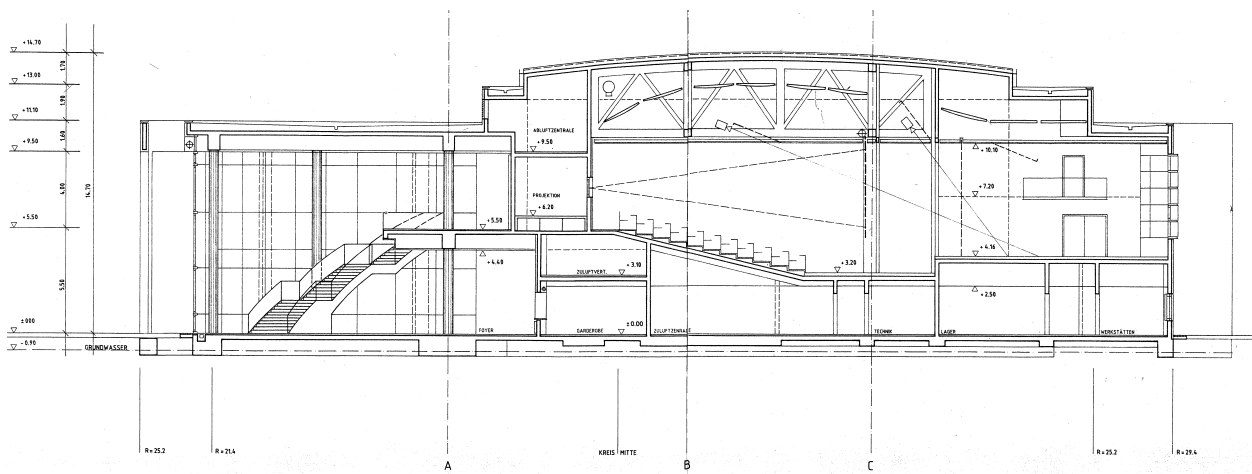 + 14.70
1.70
+ 13.00
1.90
+ 11.10
1.60
+ 9.50
4.00
14.70
+ 5.50
5.50
± 000
- 0.90
GRUNDWASSER
ABLUFTZENTRALE
+ 9.50
PROJEKTION
+ 6.20
+ 5.50
+ 4.40
ZULUFTVERT.
+ 3.10
+ 3.20
+ 10.10
+ 7.20
+ 4.16
+ 2.50
FOYER
GARDEROBE
± 0.00
ZULUFTZENRALE
TECHNIK
LAGER
WERKSTÄTTEN
R = 25.2
R = 21.4
A
KREIS MITTE
B
C
R = 25.2
R = 29.4